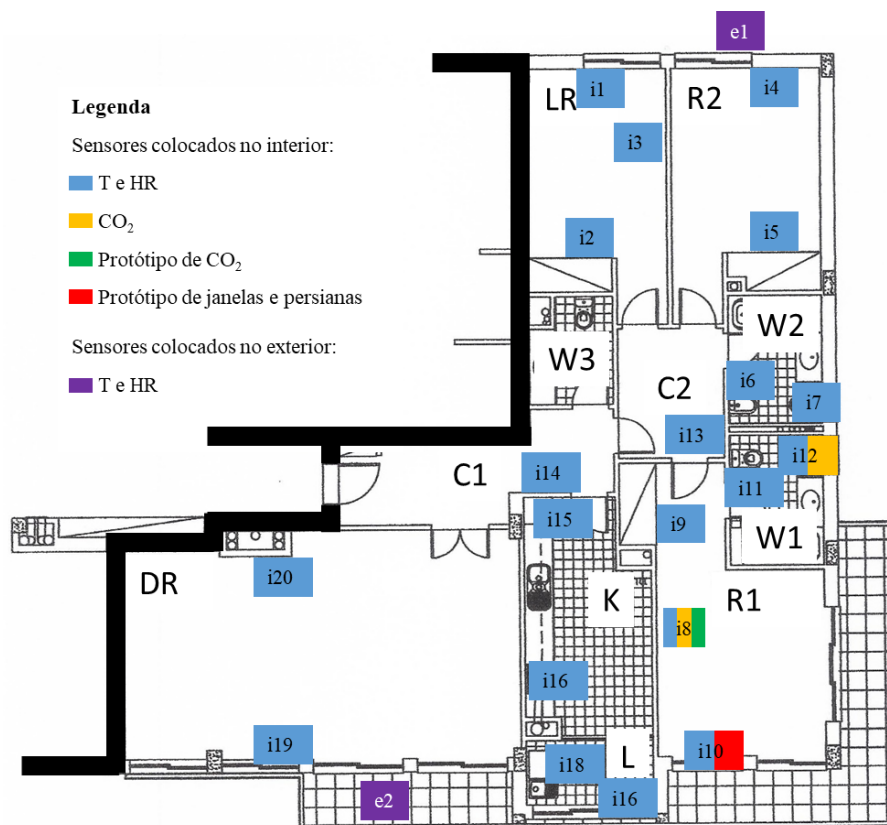 e1
LR
i1
R2
i4
Legenda
Sensores colocados no interior:
T e HR
CO₂
Protótipo de CO₂
Protótipo de janelas e persianas
Sensores colocados no exterior:
T e HR
i3
i2
i5
W3
W2
C2
i6
i7
i13
i12
C1
i14
i11
i15
i9
W1
DR
i20
K
R1
i8
i16
i19
i18
L
i10
e2
i16